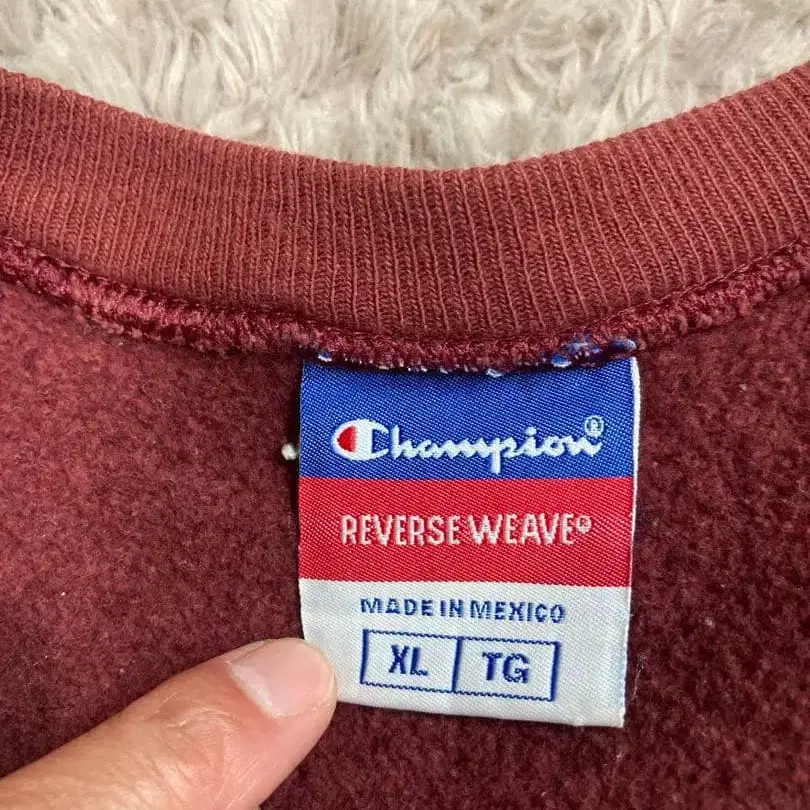 Champion®
REVERSE WEAVE®
MADE IN MEXICO
XL TG